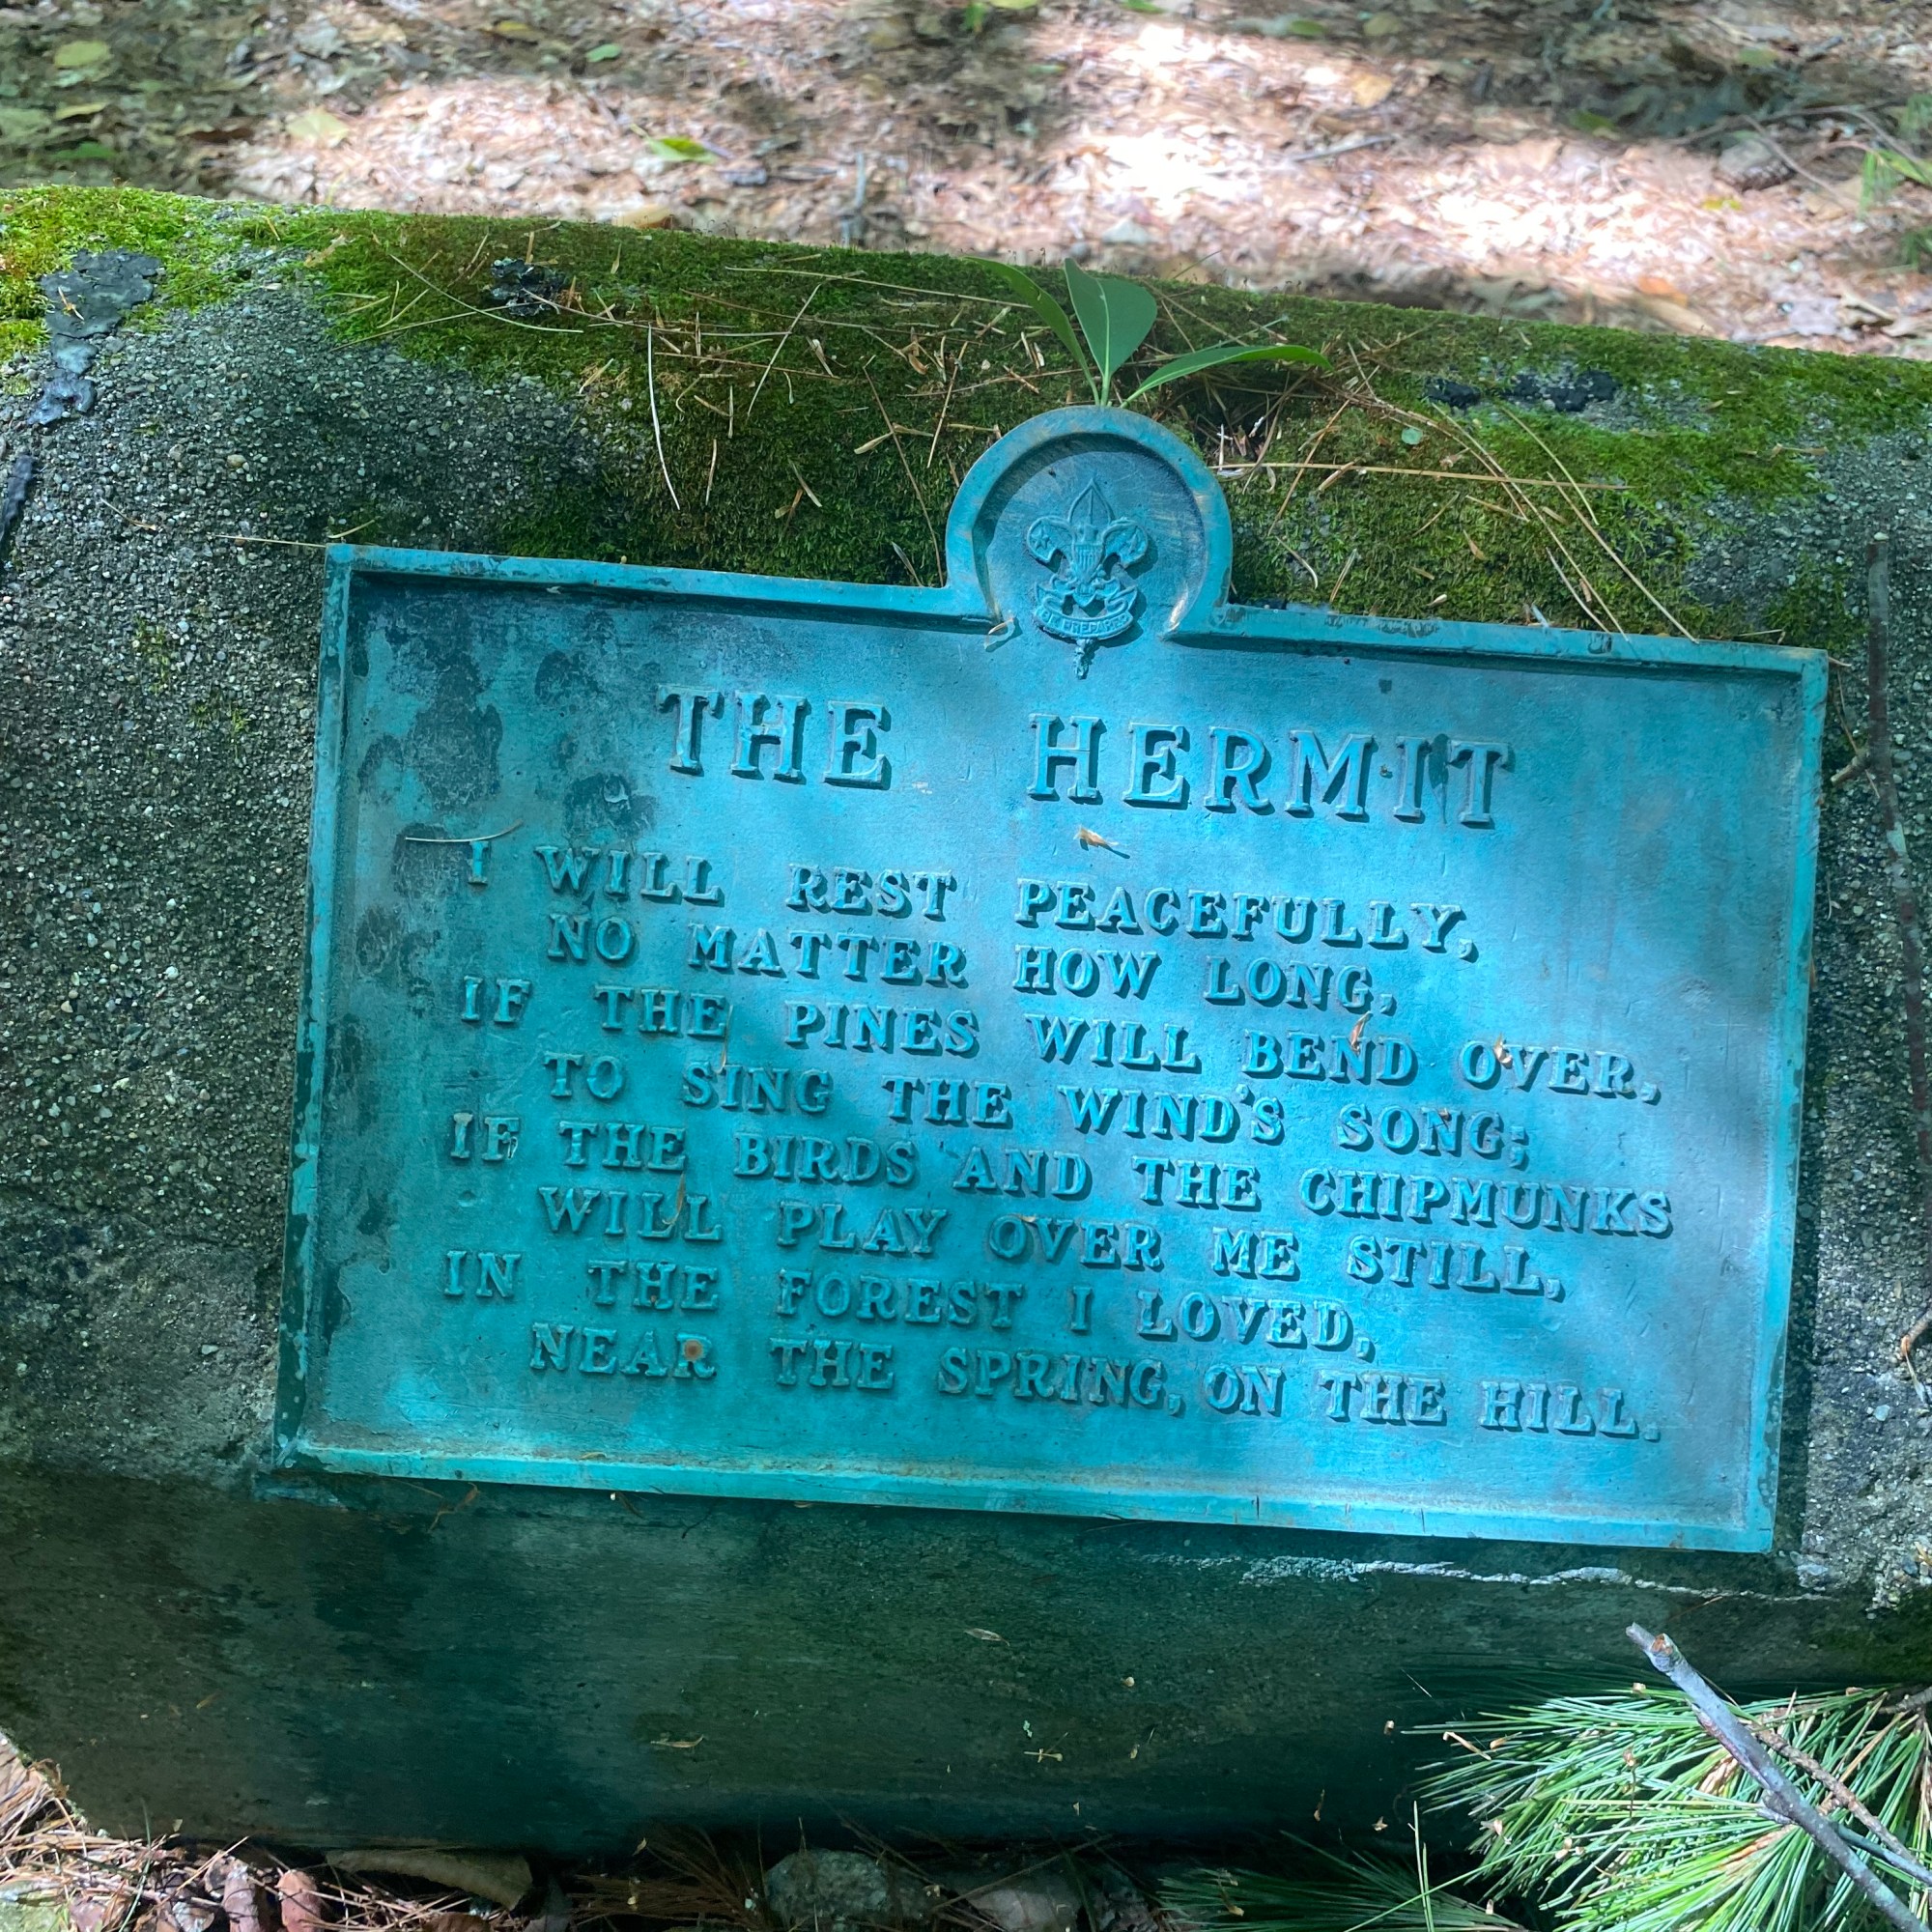 BE PREPARED
THE HERMIT
I WILL REST PEACEFULLY,
NO MATTER HOW LONG,
IF THE PINES WILL BEND OVER,
TO SING THE WIND'S SONG;
IF THE BIRDS AND THE CHIPMUNKS
WILL PLAY OVER ME STILL,
IN THE FOREST I LOVED,
NEAR THE SPRING, ON THE HILL.